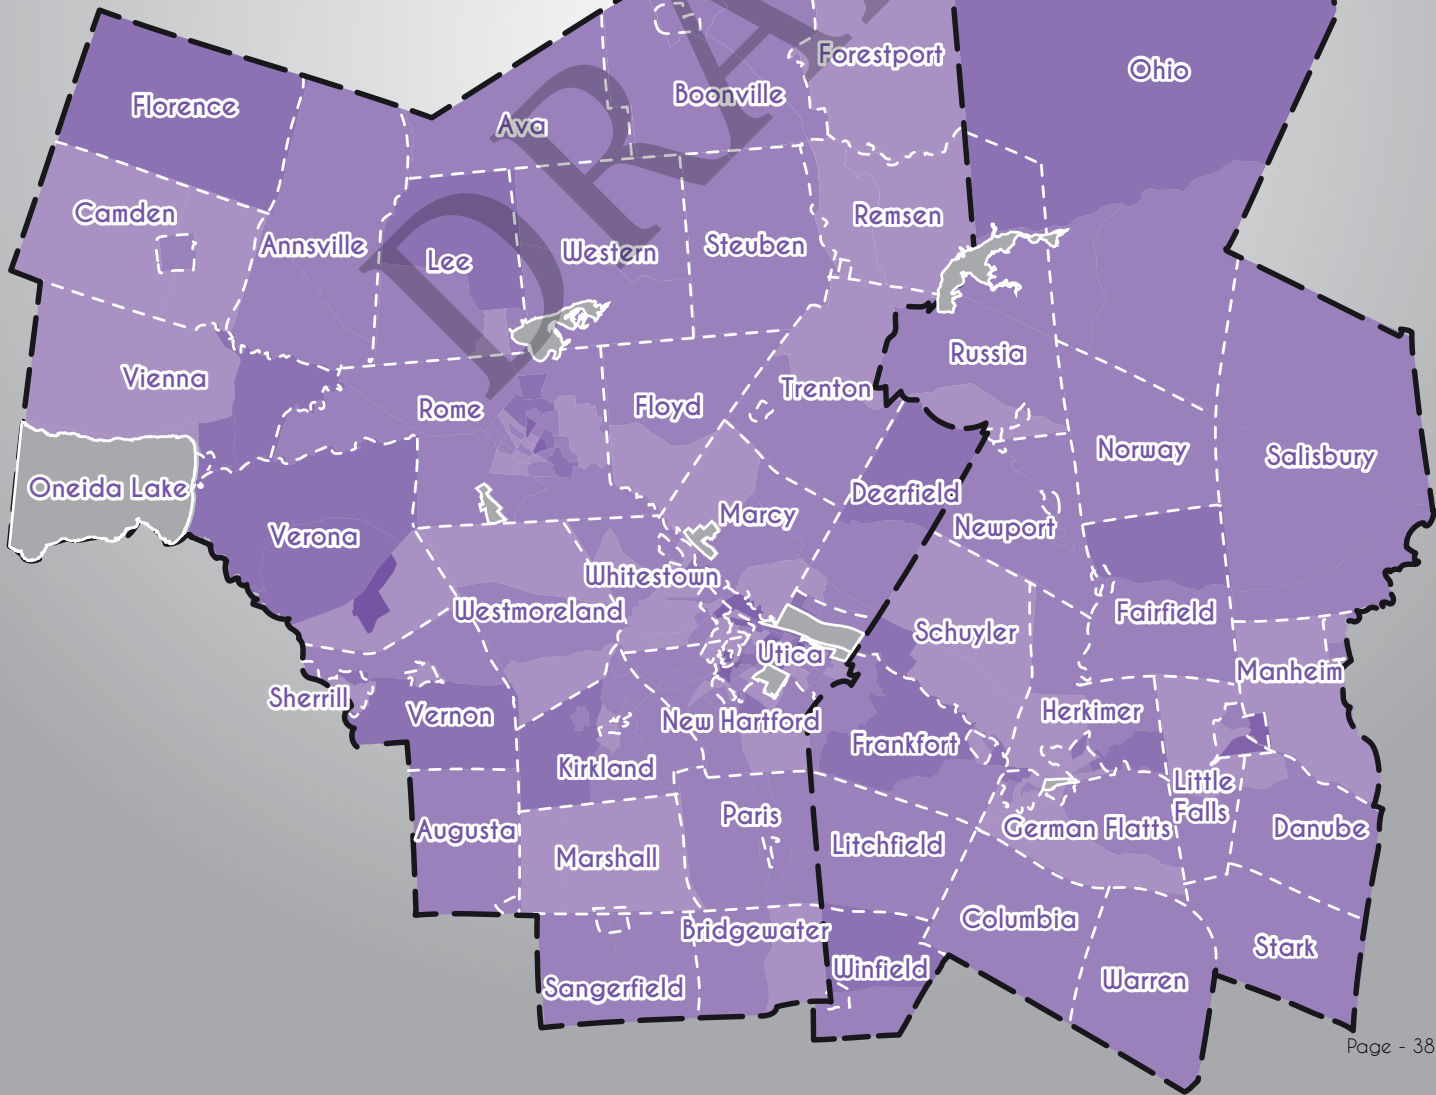 DRA
Forestport
Ohio
Boonville
Florence
Ava
Camden
Remsen
Annsville
Lee
Western
Steuben
Russia
Vienna
Trenton
Rome
Floyd
Norway
Salisbury
Oneida Lake
Deerfield
Marcy
Newport
Verona
Whitestown
Westmoreland
Fairfield
Schuyler
Utica
Manheim
Sherrill
Vernon
New Hartford
Herkimer
Frankfort
Kirkland
Little
Falls
Paris
Augusta
German Flatts
Danube
Litchfield
Marshall
Columbia
Bridgewater
Stark
Winfield
Warren
Sangerfield
Page - 38